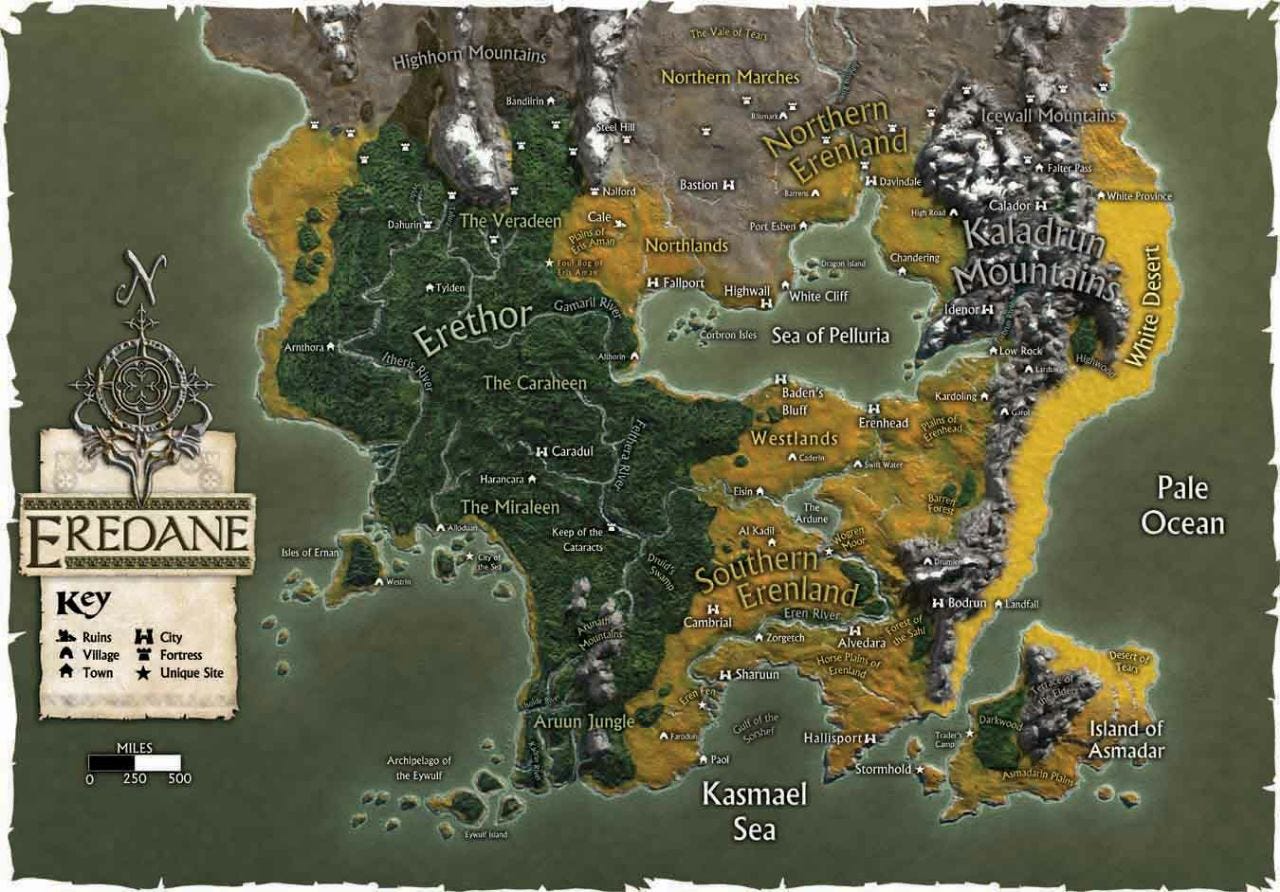 The Vale of Tears
Highhorn Mountains
Northern Marches
Bandilrin
Icewall Mountains
Steel Hill
Northern
Erenland
Falter Pass
Bastion
Davindale
Nalford
Barrens
White Province
Calador
High Road
Cale
The Veradeen
Dahurin
Port Esben
Plains of
Eris Aman
Northlands
Kaladrun
Mountains
Foul Bog of
Eris Aman
Chandering
Dragon Island
White Desert
Tylden
Fallport
Highwall
White Cliff
Erethor
Gamaril River
Idenor
Corbron Isles
Sea of Pelluria
Arnthora
Itheris River
Althorin
Low Rock
Highwood
The Caraheen
Baden's
Bluff
Kardoling
Erenhead
Plains of
Erenhead
Westlands
Felthera River
Caradul
Caderin
Swift Water
Harancara
Pale
Ocean
Elsin
Barren
Forest
The Miraleen
The
Ardune
Alloduan
Keep of the
Cataracts
Al Kadil
Wogren
Moor
Isles of Ernan
City of
the Sea
Druid's
Swamp
Southern
Erenland
Westrin
Eren River
Bodrun
Landfall
Cambrial
Zorgetch
Alvedara
Forest of
the Sahi
Horse Plains of
Erenland
Desert of
Tears
Sharuun
Terrace of
the Elders
Eren Fen
Aruun Jungle
Gulf of the
Sorshef
Darkwood
Island of
Asmadar
Farodun
Hallisport
Trader's
Camp
Paol
Stormhold
Asmadarin Plains
Archipelago of
the Eywulf
Kasmael
Sea
Eywulf Island
N
EREDANE
Key
Ruins
City
Village
Fortress
Town
Unique Site
MILES
0 250 500